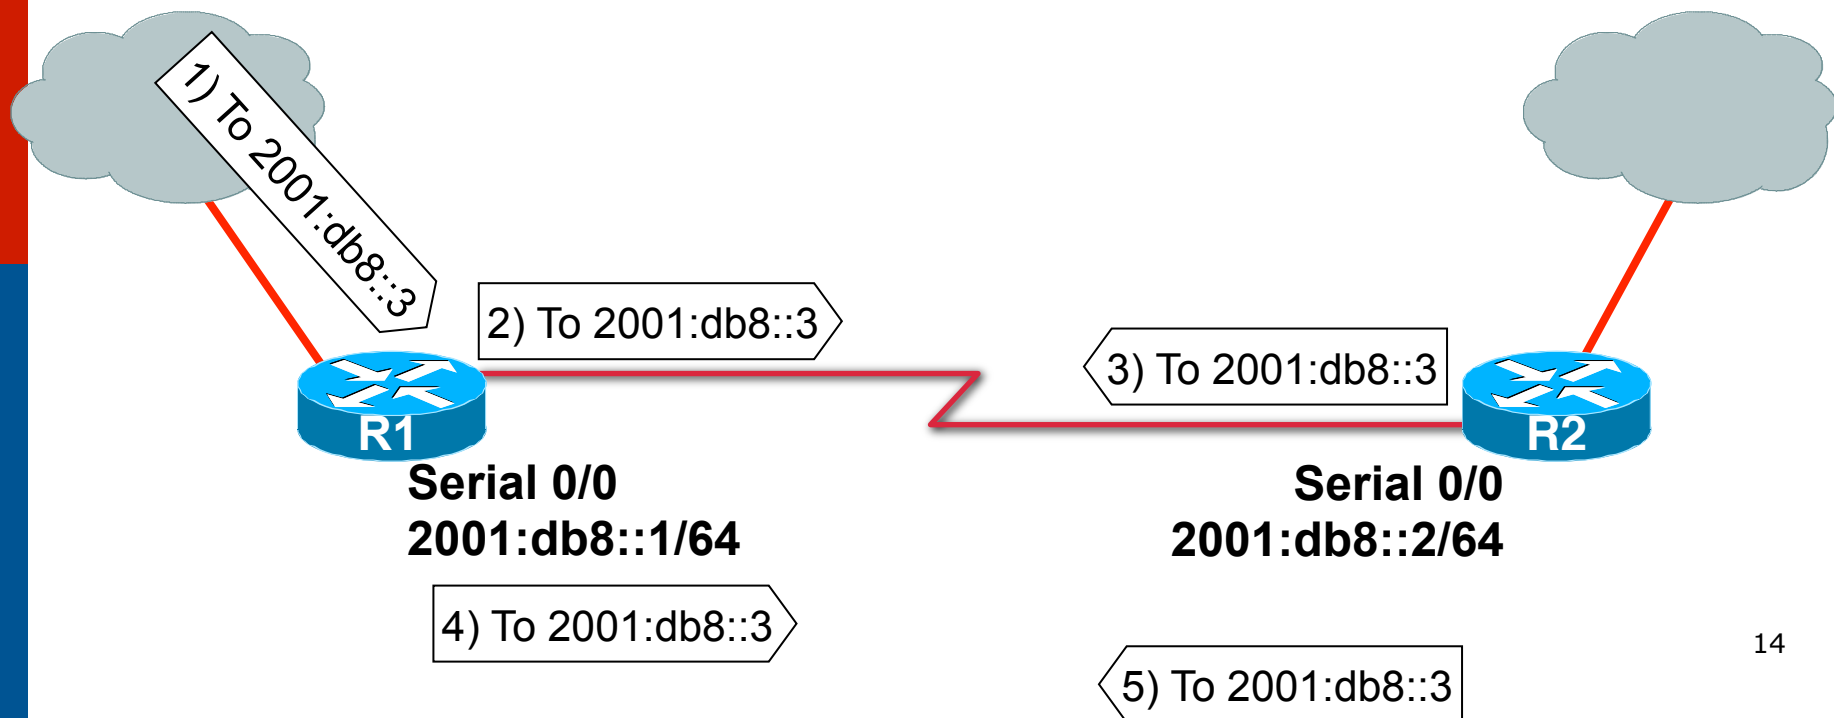 1) To 2001:db8::3
2) To 2001:db8::3
3) To 2001:db8::3
R1
R2
Serial 0/0
2001:db8::1/64
Serial 0/0
2001:db8::2/64
4) To 2001:db8::3
5) To 2001:db8::3
14